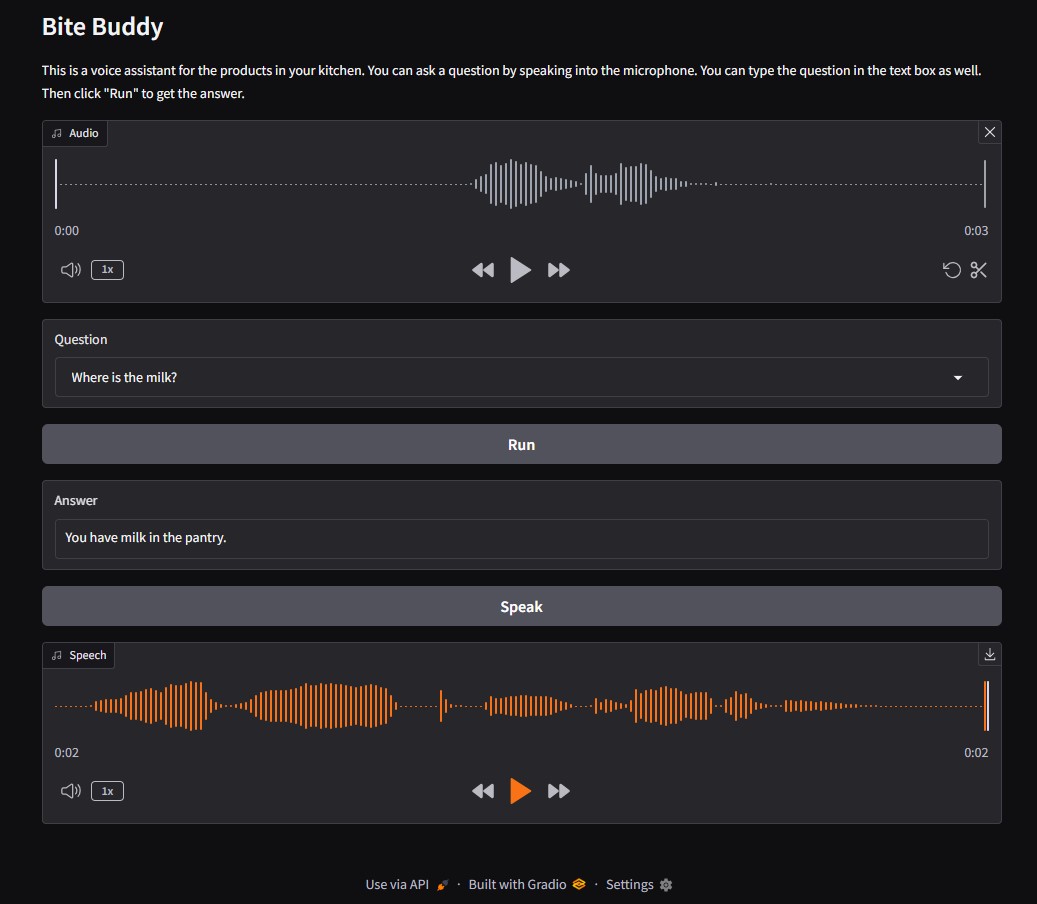 Bite Buddy
This is a voice assistant for the products in your kitchen. You can ask a question by speaking into the microphone. You can type the question in the text box as well.
Then click "Run" to get the answer.
Audio
0:00
0:03
1x
Question
Where is the milk?
Run
Answer
You have milk in the pantry.
Speak
Speech
0:02
0:02
1x
Use via API · Built with Gradio · Settings